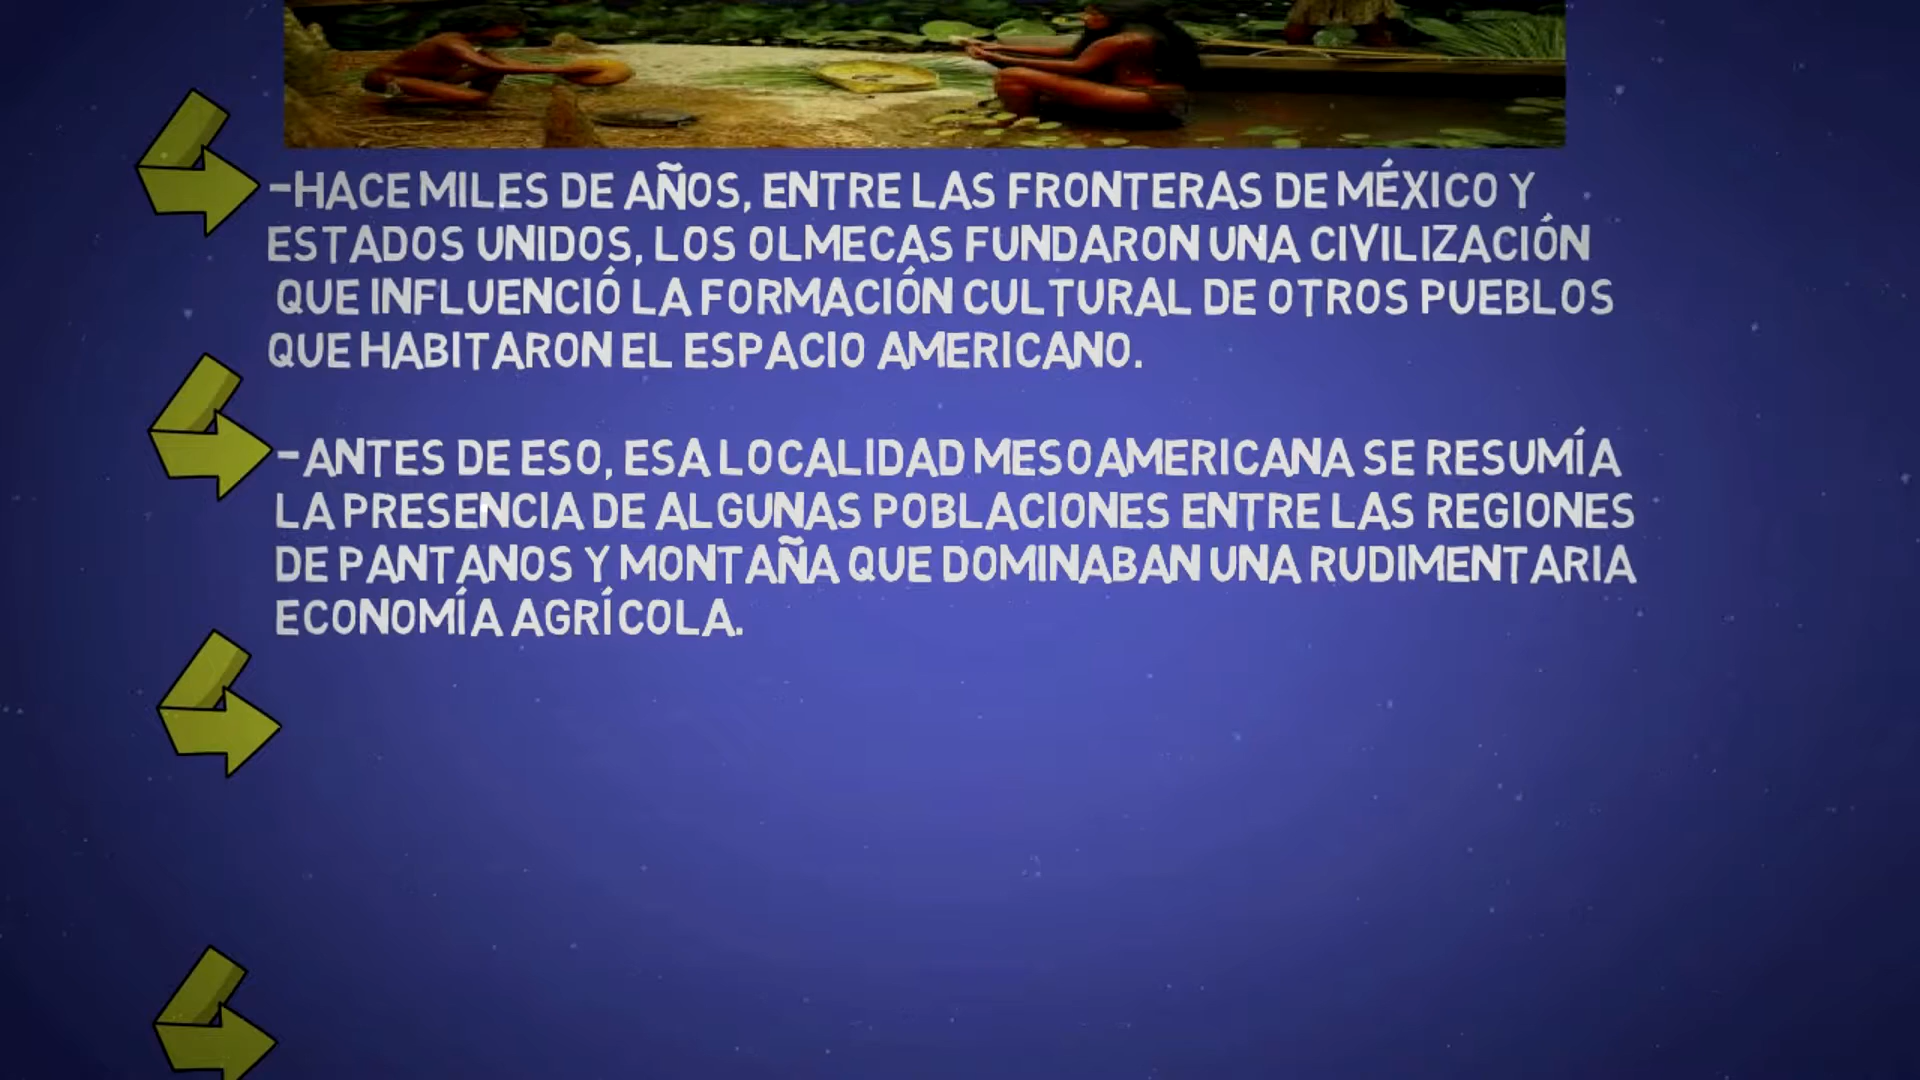 -HACE MILES DE AÑOS, ENTRE LAS FRONTERAS DE MÉXICO Y
ESTADOS UNIDOS, LOS OLMECAS FUNDARON UNA CIVILIZACIÓN
QUE INFLUENCIÓ LA FORMACIÓN CULTURAL DE OTROS PUEBLOS
QUE HABITARON EL ESPACIO AMERICANO.
-ANTES DE ESO, ESA LOCALIDAD MESOAMERICANA SE RESUMÍA
LA PRESENCIA DE ALGUNAS POBLACIONES ENTRE LAS REGIONES
DE PANTANOS Y MONTAÑA QUE DOMINABAN UNA RUDIMENTARIA
ECONOMÍA AGRÍCOLA.